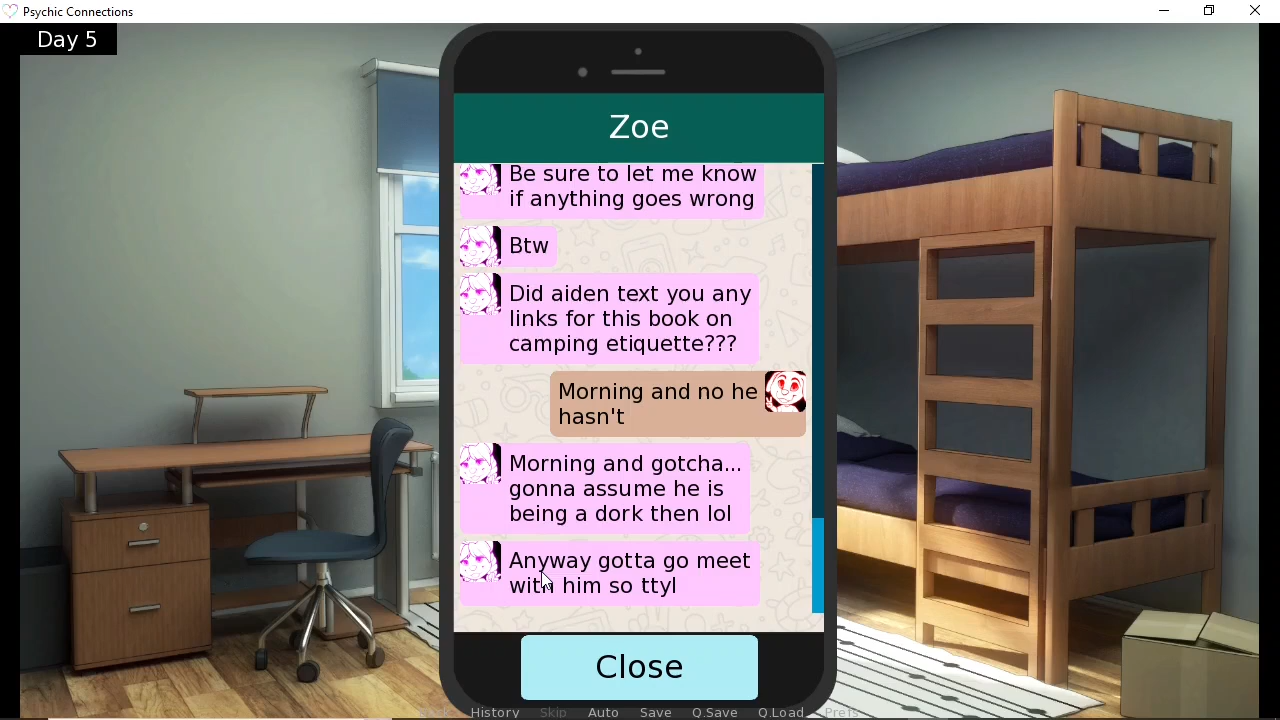 Psychic Connections
Day 5
Zoe
Be sure to let me know
if anything goes wrong
Btw
Did aiden text you any
links for this book on
camping etiquette???
Morning and no he
hasn't
Morning and gotcha...
gonna assume he is
being a dork then lol
Anyway gotta go meet
with him so ttyl
Close
Back History Skip Auto Save Q.Save Q.Load Prefs